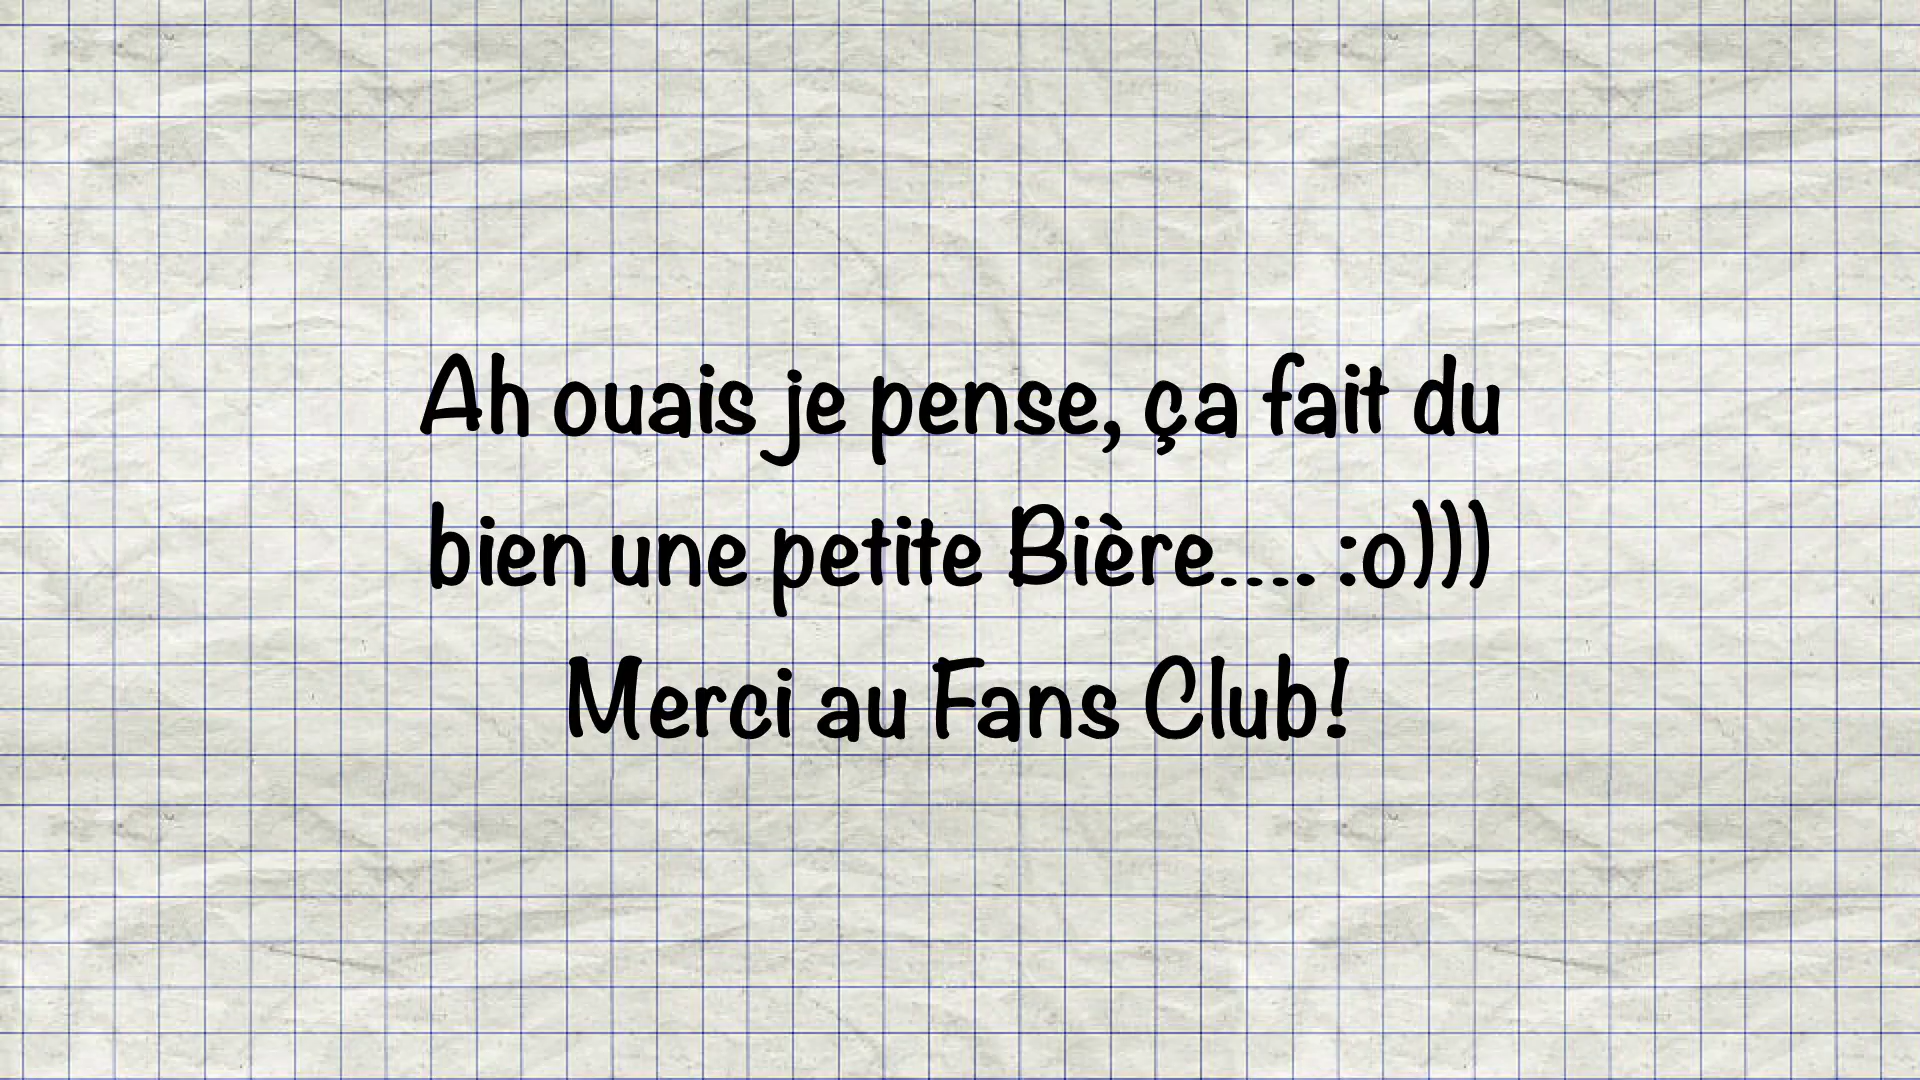 Ah ouais je pense, ça fait du
bien une petite Bière.... :o)))
Merci au Fans Club!